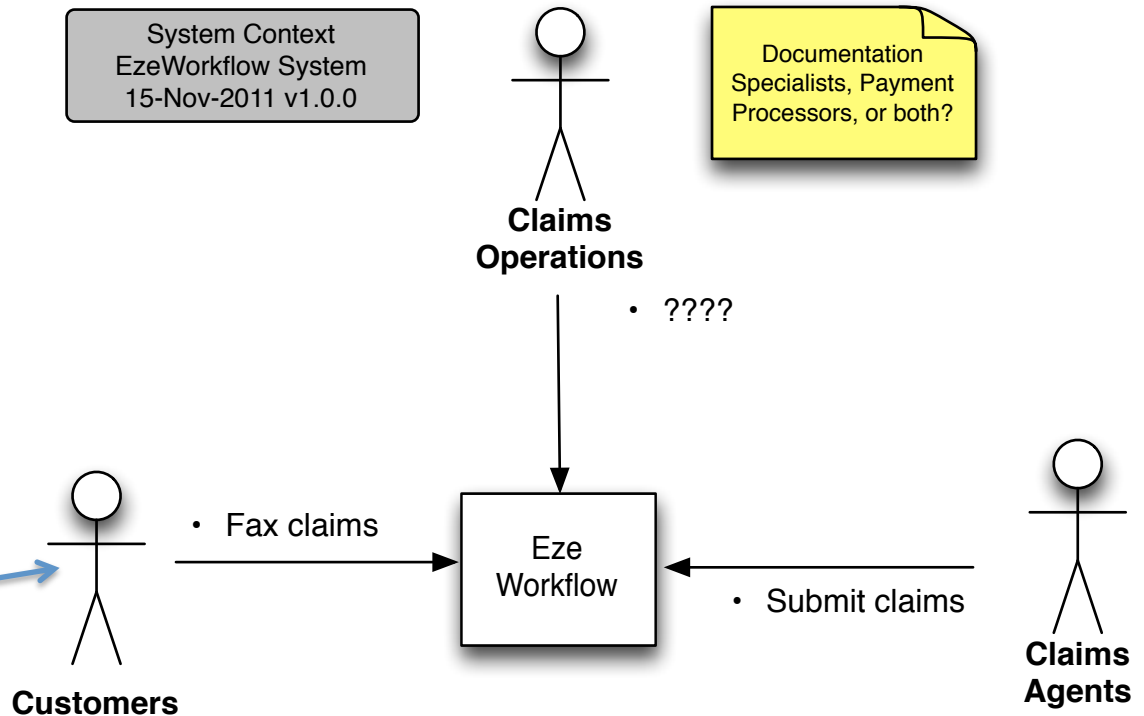 System Context
EzeWorkflow System
15-Nov-2011 v1.0.0
Documentation
Specialists, Payment
Processors, or both?
Claims
Operations
• ????
• Fax claims
Eze
Workflow
• Submit claims
Customers
Claims
Agents